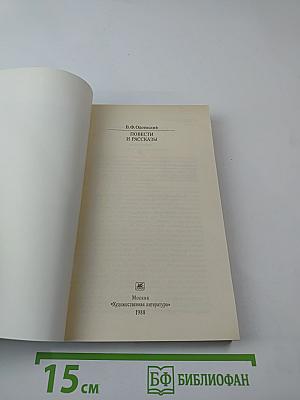 В.Ф.Одоевский
ПОВЕСТИ
И РАССКАЗЫ
Москва
«Художественная литература»
1988
15 см
БФ БИБЛИОФАН